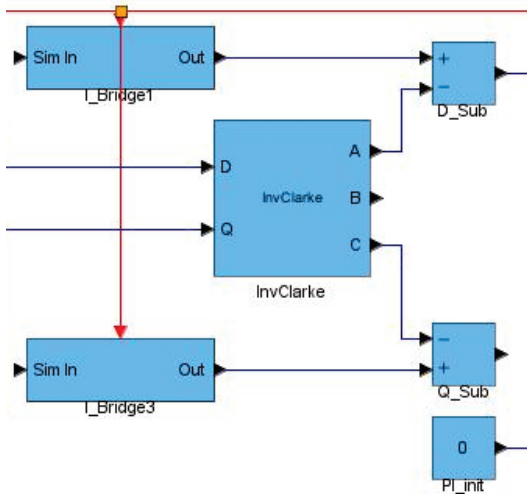 Sim In Out
I_Bridge1
+
−
D_Sub
D A
InvClarke B
Q C
InvClarke
Sim In Out
I_Bridge3
−
+
Q_Sub
0
PI_init